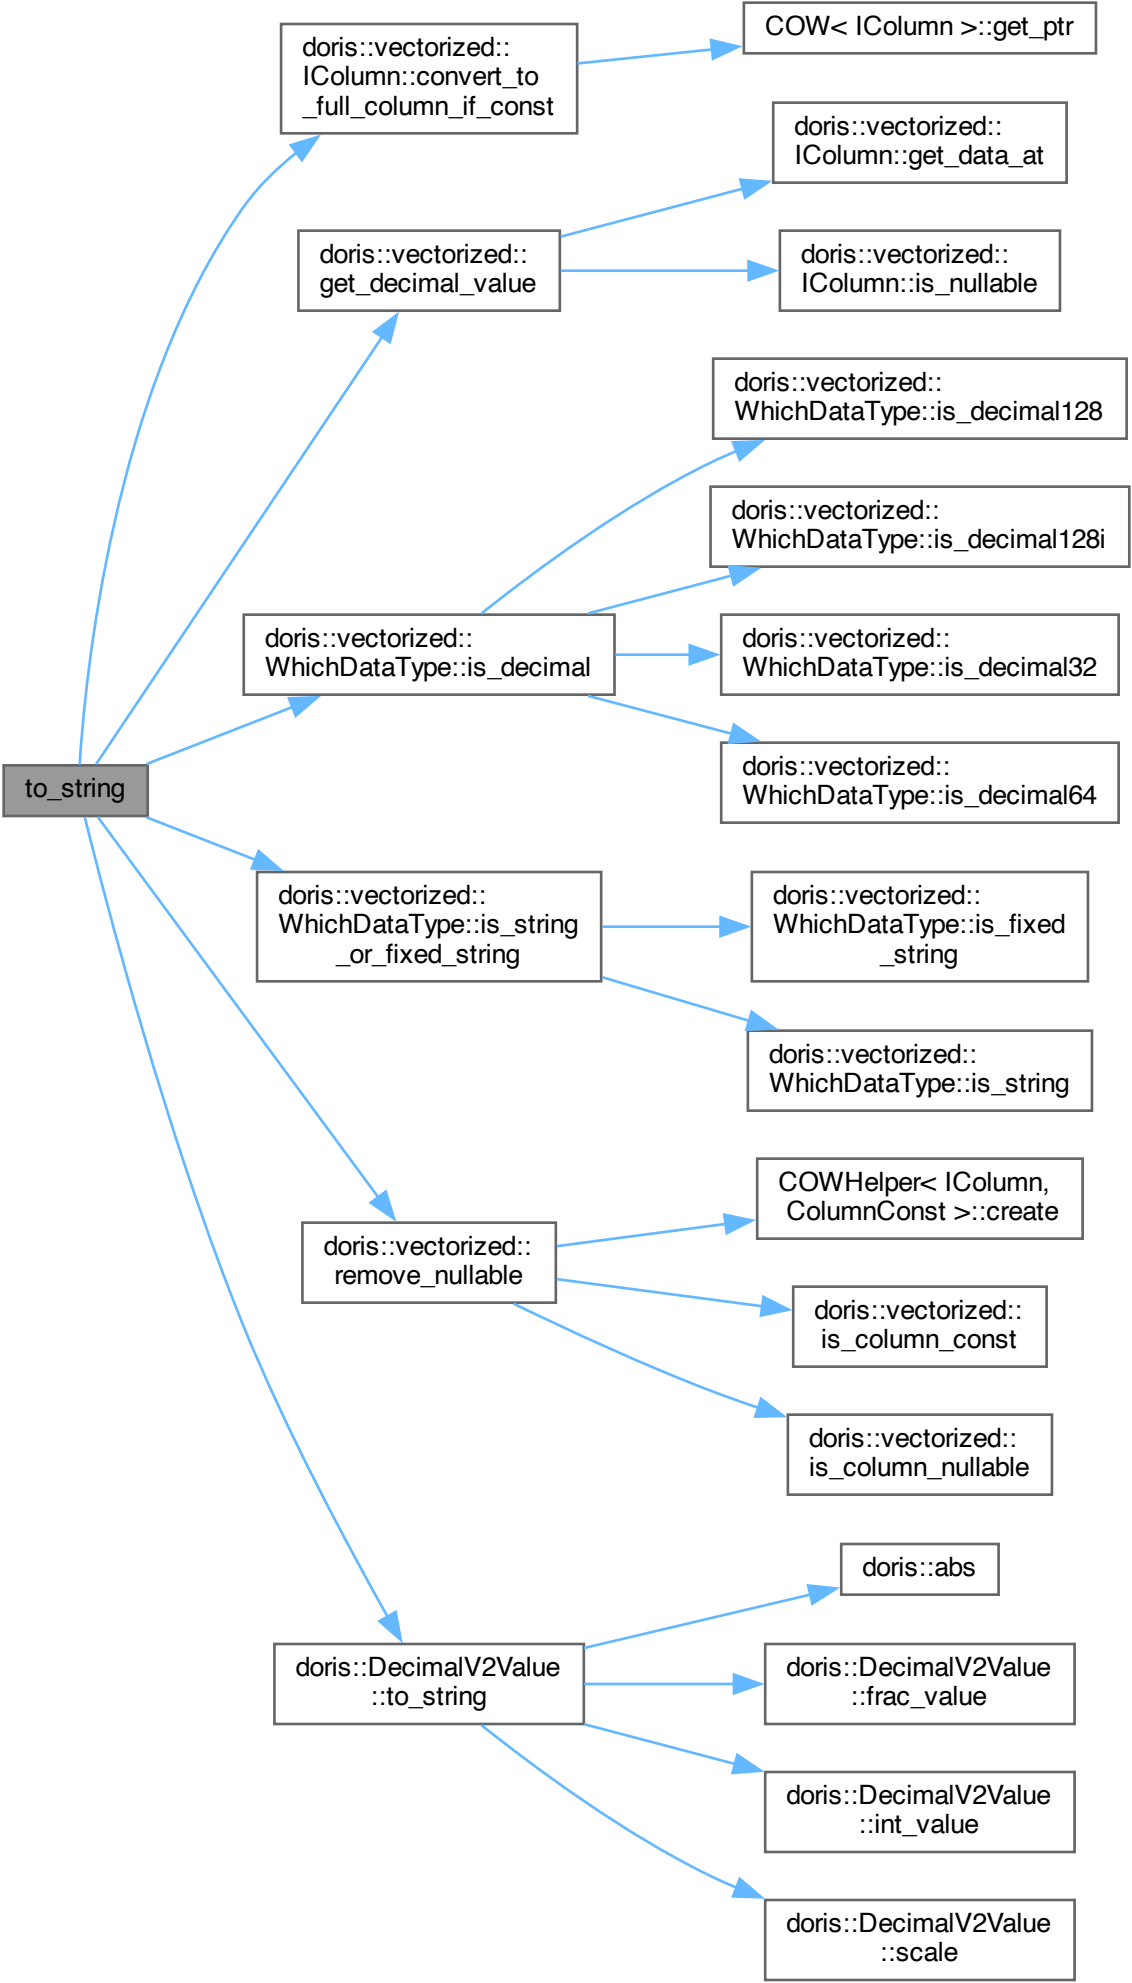 COW< IColumn >::get_ptr
doris::vectorized::
IColumn::convert_to
_full_column_if_const
doris::vectorized::
IColumn::get_data_at
doris::vectorized::
get_decimal_value
doris::vectorized::
IColumn::is_nullable
doris::vectorized::
WhichDataType::is_decimal128
doris::vectorized::
WhichDataType::is_decimal128i
doris::vectorized::
WhichDataType::is_decimal
doris::vectorized::
WhichDataType::is_decimal32
doris::vectorized::
WhichDataType::is_decimal64
to_string
doris::vectorized::
WhichDataType::is_string
_or_fixed_string
doris::vectorized::
WhichDataType::is_fixed
_string
doris::vectorized::
WhichDataType::is_string
COWHelper< IColumn,
ColumnConst >::create
doris::vectorized::
remove_nullable
doris::vectorized::
is_column_const
doris::vectorized::
is_column_nullable
doris::abs
doris::DecimalV2Value
::to_string
doris::DecimalV2Value
::frac_value
doris::DecimalV2Value
::int_value
doris::DecimalV2Value
::scale